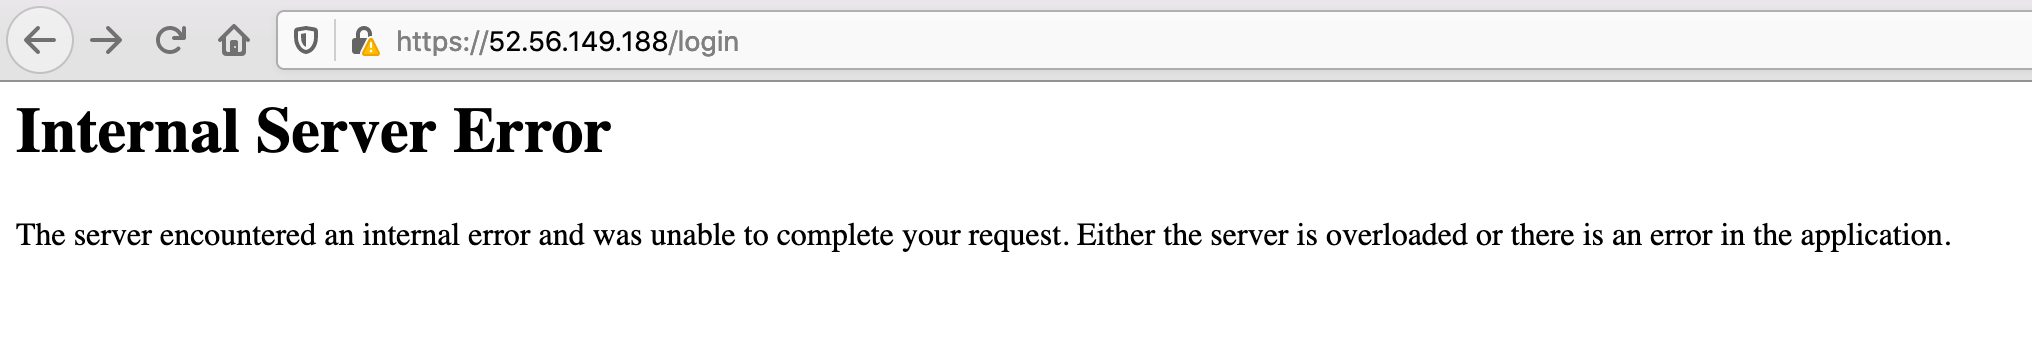 https://52.56.149.188/login
Internal Server Error
The server encountered an internal error and was unable to complete your request. Either the server is overloaded or there is an error in the application.